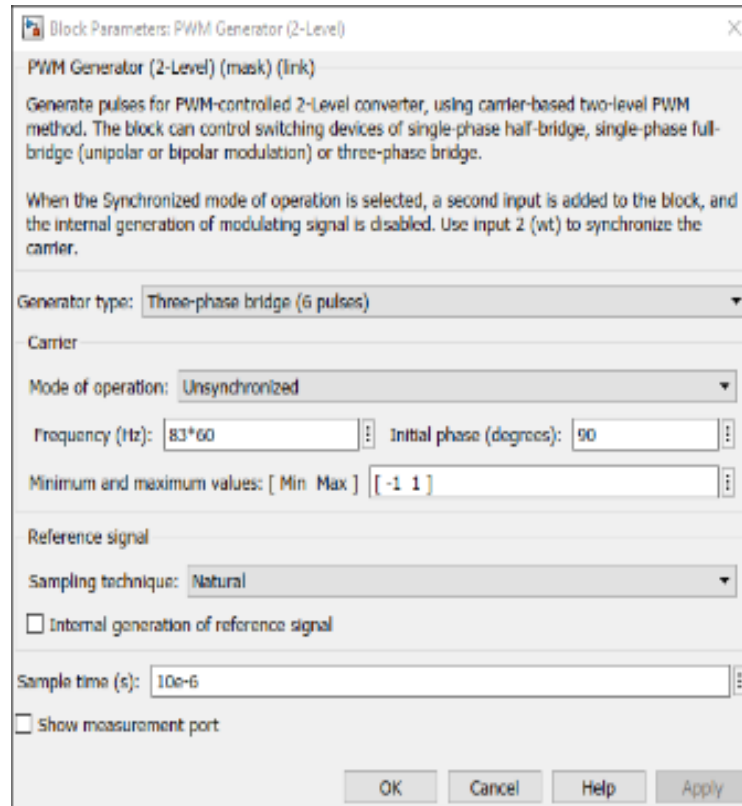 Block Parameters: PWM Generator (2-Level)
PWM Generator (2-Level) (mask) (link)
Generate pulses for PWM-controlled 2-Level converter, using carrier-based two-level PWM
method. The block can control switching devices of single-phase half-bridge, single-phase full-
bridge (unipolar or bipolar modulation) or three-phase bridge.
When the Synchronized mode of operation is selected, a second input is added to the block, and
the internal generation of modulating signal is disabled. Use input 2 (wt) to synchronize the
carrier.
Generator type: Three-phase bridge (6 pulses)
Carrier
Mode of operation: Unsynchronized
Frequency (Hz): 83*60 Initial phase (degrees): 90
Minimum and maximum values: [ Min Max ] [ -1 1 ]
Reference signal
Sampling technique: Natural
Internal generation of reference signal
Sample time (s): 10e-6
Show measurement port
OK Cancel Help Apply